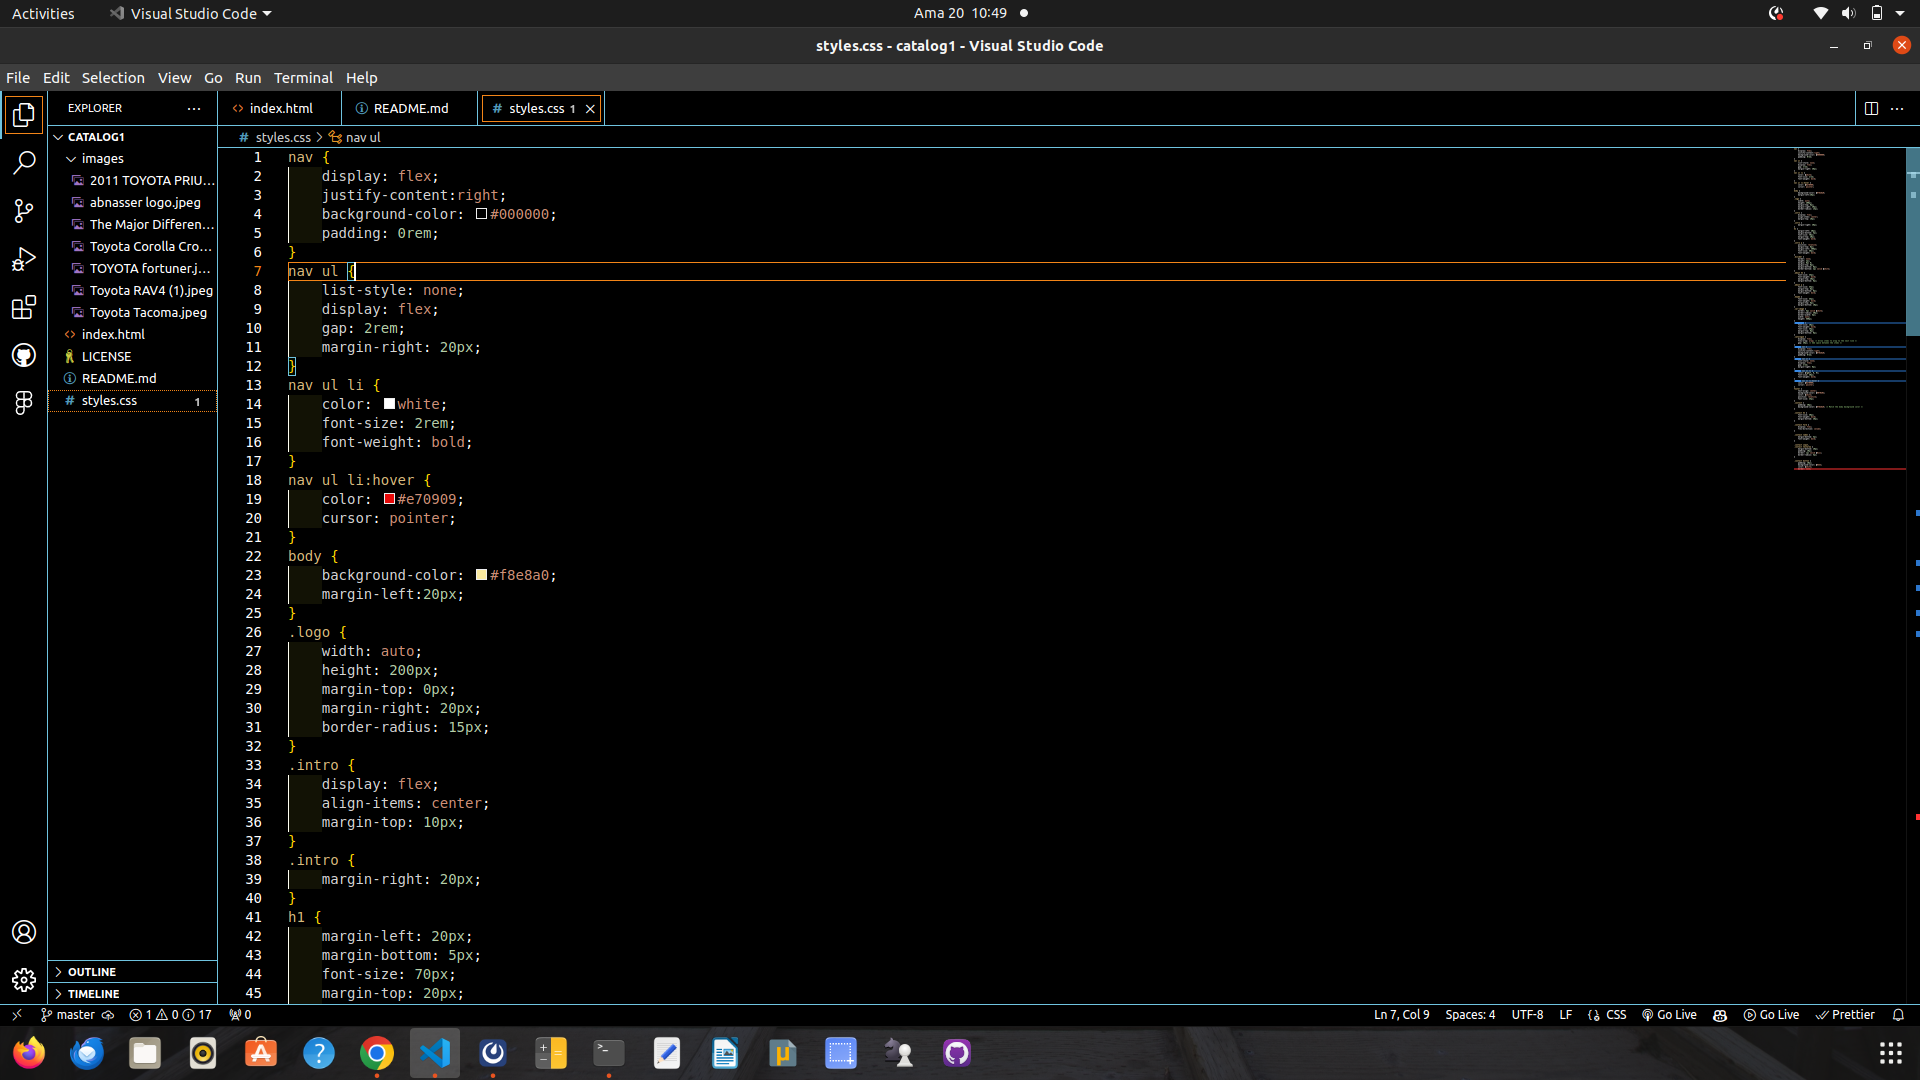 Activities
Visual Studio Code
Ama 20 10:49
styles.css - catalog1 - Visual Studio Code
File Edit Selection View Go Run Terminal Help
EXPLORER
index.html
README.md
styles.css 1
CATALOG1
images
2011 TOYOTA PRIU...
abnasser logo.jpeg
The Major Differen...
Toyota Corolla Cro...
TOYOTA fortuner.j...
Toyota RAV4 (1).jpeg
Toyota Tacoma.jpeg
index.html
LICENSE
README.md
styles.css 1
OUTLINE
TIMELINE
styles.css > nav ul
1 nav {
2 display: flex;
3 justify-content:right;
4 background-color: #000000;
5 padding: 0rem;
6 }
7 nav ul {
8 list-style: none;
9 display: flex;
10 gap: 2rem;
11 margin-right: 20px;
12 }
13 nav ul li {
14 color: white;
15 font-size: 2rem;
16 font-weight: bold;
17 }
18 nav ul li:hover {
19 color: #e70909;
20 cursor: pointer;
21 }
22 body {
23 background-color: #f8e8a0;
24 margin-left:20px;
25 }
26 .logo {
27 width: auto;
28 height: 200px;
29 margin-top: 0px;
30 margin-right: 20px;
31 border-radius: 15px;
32 }
33 .intro {
34 display: flex;
35 align-items: center;
36 margin-top: 10px;
37 }
38 .intro {
39 margin-right: 20px;
40 }
41 h1 {
42 margin-left: 20px;
43 margin-bottom: 5px;
44 font-size: 70px;
45 margin-top: 20px;
master 1 0 17 0
Ln 7, Col 9 Spaces: 4 UTF-8 LF CSS Go Live Go Live Prettier